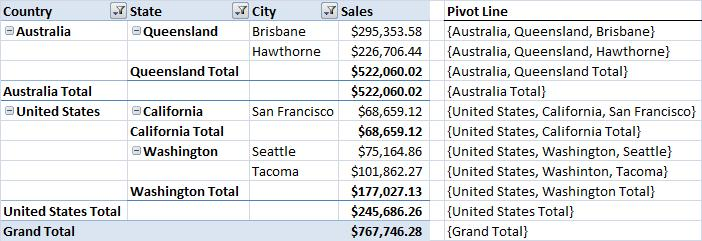 Country State City Sales Pivot Line
Australia Queensland Brisbane $295,353.58 {Australia, Queensland, Brisbane}
Hawthorne $226,706.44 {Australia, Queensland, Hawthorne}
Queensland Total $522,060.02 {Australia, Queensland Total}
Australia Total $522,060.02 {Australia Total}
United States California San Francisco $68,659.12 {United States, California, San Francisco}
California Total $68,659.12 {United States, California Total}
Washington Seattle $75,164.86 {United States, Washington, Seattle}
Tacoma $101,862.27 {United States, Washinton, Tacoma}
Washington Total $177,027.13 {United States, Washington Total}
United States Total $245,686.26 {United States Total}
Grand Total $767,746.28 {Grand Total}